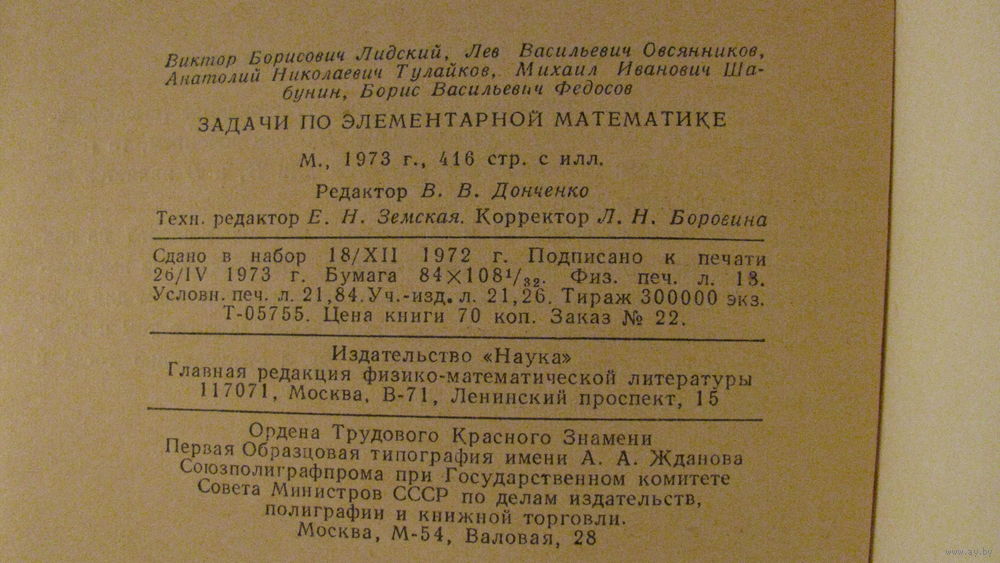 Виктор Борисович Лидский, Лев Васильевич Овсянников,
Анатолий Николаевич Тулайков, Михаил Иванович Ша-
бунин, Борис Васильевич Федосов
ЗАДАЧИ ПО ЭЛЕМЕНТАРНОЙ МАТЕМАТИКЕ
М., 1973 г., 416 стр. с илл.
Редактор В. В. Донченко
Техн. редактор Е. Н. Земская. Корректор Л. Н. Боровина
Сдано в набор 18/XII 1972 г. Подписано к печати
26/IV 1973 г. Бумага 84×108¹/₃₂. Физ. печ. л. 13.
Условн. печ. л. 21,84. Уч.-изд. л. 21,26. Тираж 300000 экз.
Т-05755. Цена книги 70 коп. Заказ № 22.
Издательство «Наука»
Главная редакция физико-математической литературы
117071, Москва, В-71, Ленинский проспект, 15
Ордена Трудового Красного Знамени
Первая Образцовая типография имени А. А. Жданова
Союзполиграфпрома при Государственном комитете
Совета Министров СССР по делам издательств,
полиграфии и книжной торговли.
Москва, М-54, Валовая, 28
www.ay.by